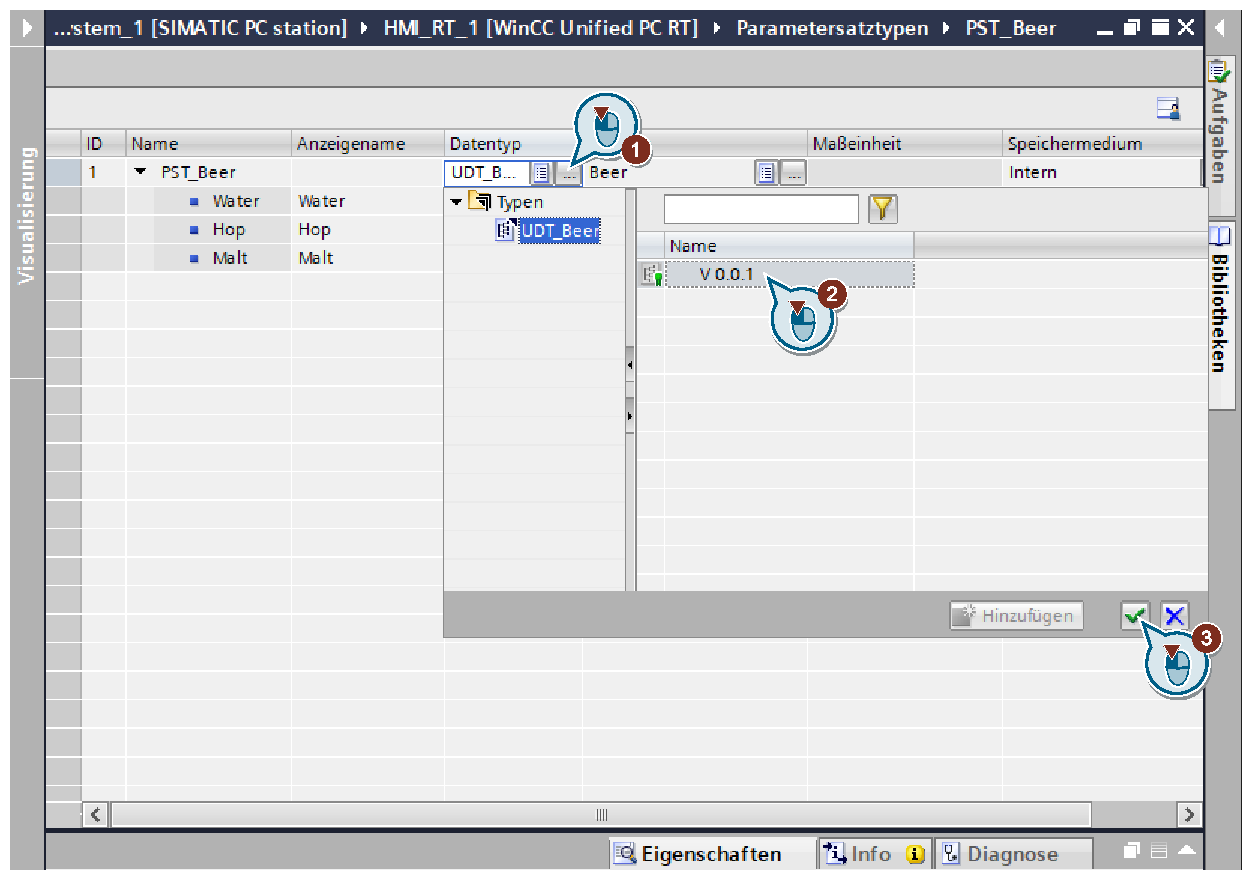 ...stem_1 [SIMATIC PC station] HMI_RT_1 [WinCC Unified PC RT] Parametersatztypen PST_Beer
Aufgaben
Visualisierung
ID Name Anzeigename Datentyp Maßeinheit Speichermedium
1
1 PST_Beer UDT_B... ... Beer ... Intern
Water Water
Hop Hop
Malt Malt
Typen
UDT_Beer
Name
V 0.0.1
2
Bibliotheken
Hinzufügen
3
Eigenschaften Info Diagnose